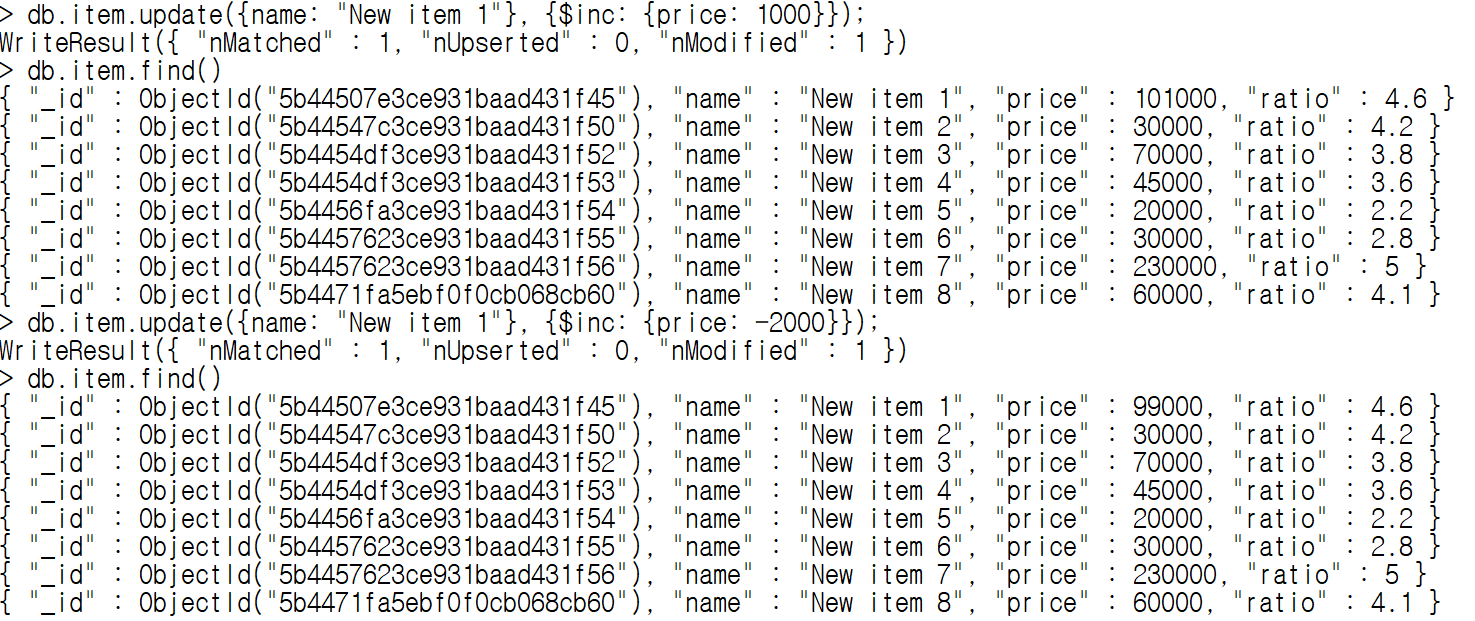 > db.item.update({name: "New item 1"}, {$inc: {price: 1000}});
WriteResult({ "nMatched" : 1, "nUpserted" : 0, "nModified" : 1 })
> db.item.find()
{ "_id" : ObjectId("5b44507e3ce931baad431f45"), "name" : "New item 1", "price" : 101000, "ratio" : 4.6 }
{ "_id" : ObjectId("5b44547c3ce931baad431f50"), "name" : "New item 2", "price" : 30000, "ratio" : 4.2 }
{ "_id" : ObjectId("5b4454df3ce931baad431f52"), "name" : "New item 3", "price" : 70000, "ratio" : 3.8 }
{ "_id" : ObjectId("5b4454df3ce931baad431f53"), "name" : "New item 4", "price" : 45000, "ratio" : 3.6 }
{ "_id" : ObjectId("5b4456fa3ce931baad431f54"), "name" : "New item 5", "price" : 20000, "ratio" : 2.2 }
{ "_id" : ObjectId("5b4457623ce931baad431f55"), "name" : "New item 6", "price" : 30000, "ratio" : 2.8 }
{ "_id" : ObjectId("5b4457623ce931baad431f56"), "name" : "New item 7", "price" : 230000, "ratio" : 5 }
{ "_id" : ObjectId("5b4471fa5ebf0f0cb068cb60"), "name" : "New item 8", "price" : 60000, "ratio" : 4.1 }
> db.item.update({name: "New item 1"}, {$inc: {price: -2000}});
WriteResult({ "nMatched" : 1, "nUpserted" : 0, "nModified" : 1 })
> db.item.find()
{ "_id" : ObjectId("5b44507e3ce931baad431f45"), "name" : "New item 1", "price" : 99000, "ratio" : 4.6 }
{ "_id" : ObjectId("5b44547c3ce931baad431f50"), "name" : "New item 2", "price" : 30000, "ratio" : 4.2 }
{ "_id" : ObjectId("5b4454df3ce931baad431f52"), "name" : "New item 3", "price" : 70000, "ratio" : 3.8 }
{ "_id" : ObjectId("5b4454df3ce931baad431f53"), "name" : "New item 4", "price" : 45000, "ratio" : 3.6 }
{ "_id" : ObjectId("5b4456fa3ce931baad431f54"), "name" : "New item 5", "price" : 20000, "ratio" : 2.2 }
{ "_id" : ObjectId("5b4457623ce931baad431f55"), "name" : "New item 6", "price" : 30000, "ratio" : 2.8 }
{ "_id" : ObjectId("5b4457623ce931baad431f56"), "name" : "New item 7", "price" : 230000, "ratio" : 5 }
{ "_id" : ObjectId("5b4471fa5ebf0f0cb068cb60"), "name" : "New item 8", "price" : 60000, "ratio" : 4.1 }